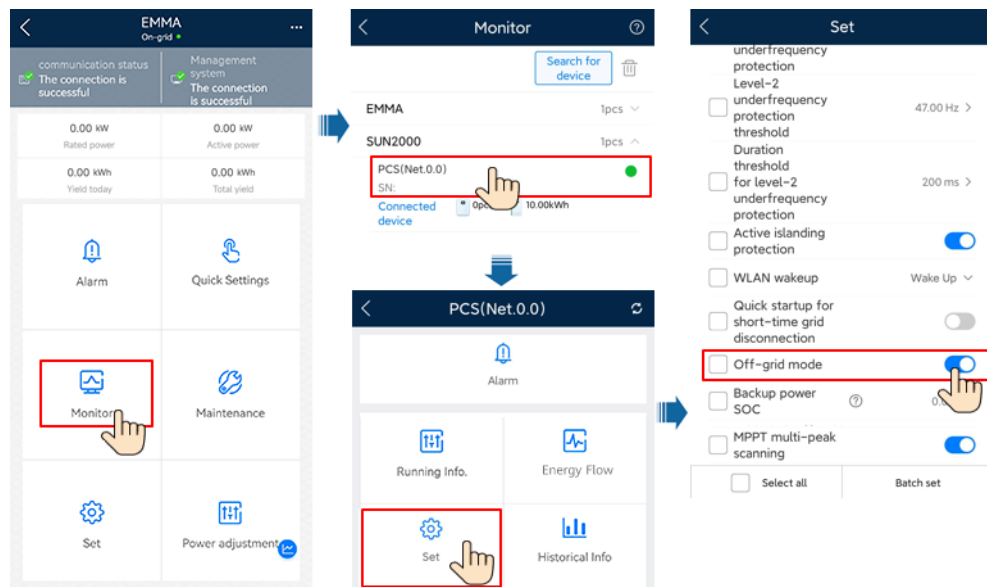 EMMA
On-grid
communication status
The connection is
successful
Management
system
The connection
is successful
0.00 kW
Rated power
0.00 kW
Active power
0.00 kWh
Yield today
0.00 kWh
Total yield
Alarm
Quick Settings
Monitor
Maintenance
Set
Power adjustment
Monitor
Search for
device
EMMA
1pcs
SUN2000
1pcs
PCS(Net.0.0)
SN:
Connected
device
10.00kWh
PCS(Net.0.0)
Alarm
Running Info.
Energy Flow
Set
Historical Info
Set
underfrequency
protection
Level-2
underfrequency
protection
threshold
47.00 Hz
Duration
threshold
for level-2
underfrequency
protection
200 ms
Active islanding
protection
WLAN wakeup
Wake Up
Quick startup for
short-time grid
disconnection
Off-grid mode
Backup power
SOC
MPPT multi-peak
scanning
Select all
Batch set